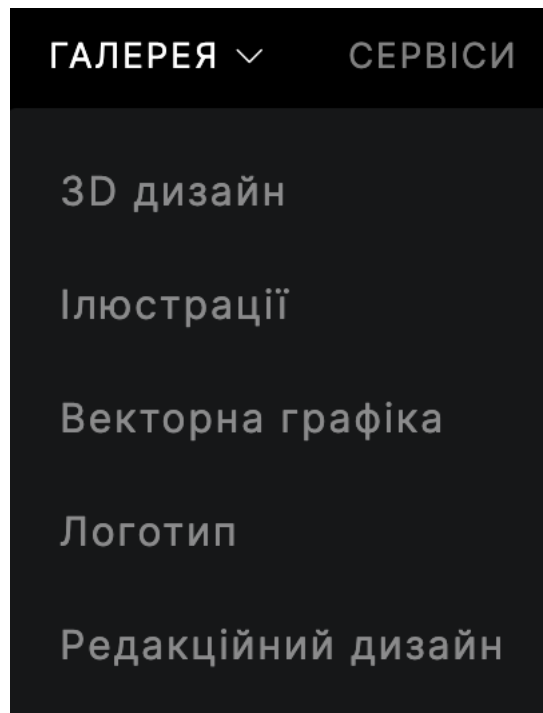 ГАЛЕРЕЯ СЕРВІСИ
3D дизайн
Ілюстрації
Векторна графіка
Логотип
Редакційний дизайн